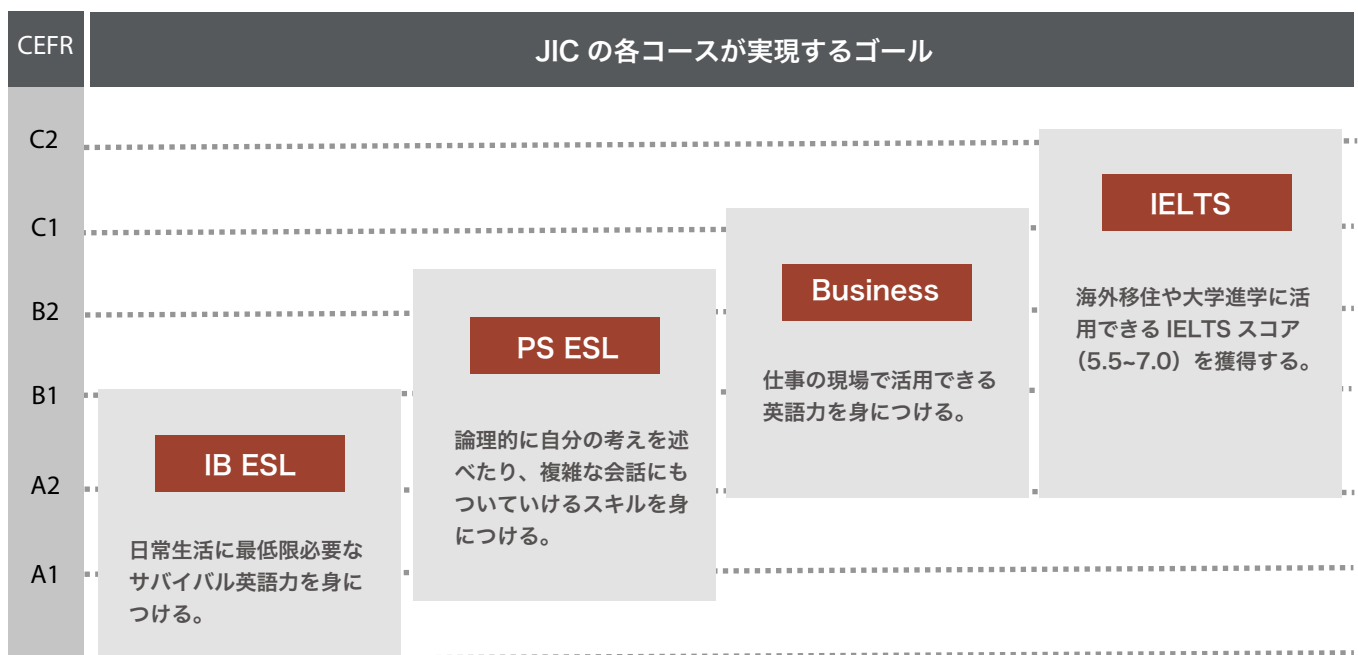 CEFR
JIC の各コースが実現するゴール
C2
C1
B2
B1
A2
A1
IB ESL
日常生活に最低限必要な
サバイバル英語力を身に
つける。
PS ESL
論理的に自分の考えを述
べたり、複雑な会話にも
ついていけるスキルを身
につける。
Business
仕事の現場で活用できる
英語力を身につける。
IELTS
海外移住や大学進学に活
用できる IELTS スコア
（5.5~7.0）を獲得する。